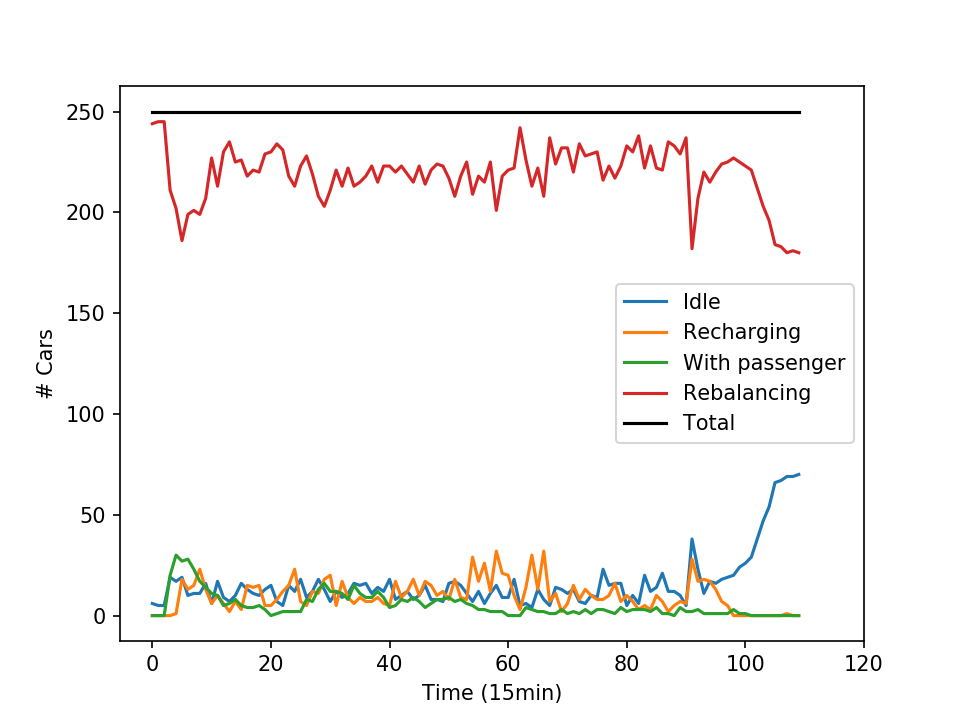 250
200
150
100
50
0
# Cars
Idle
Recharging
With passenger
Rebalancing
Total
0 20 40 60 80 100 120
Time (15min)